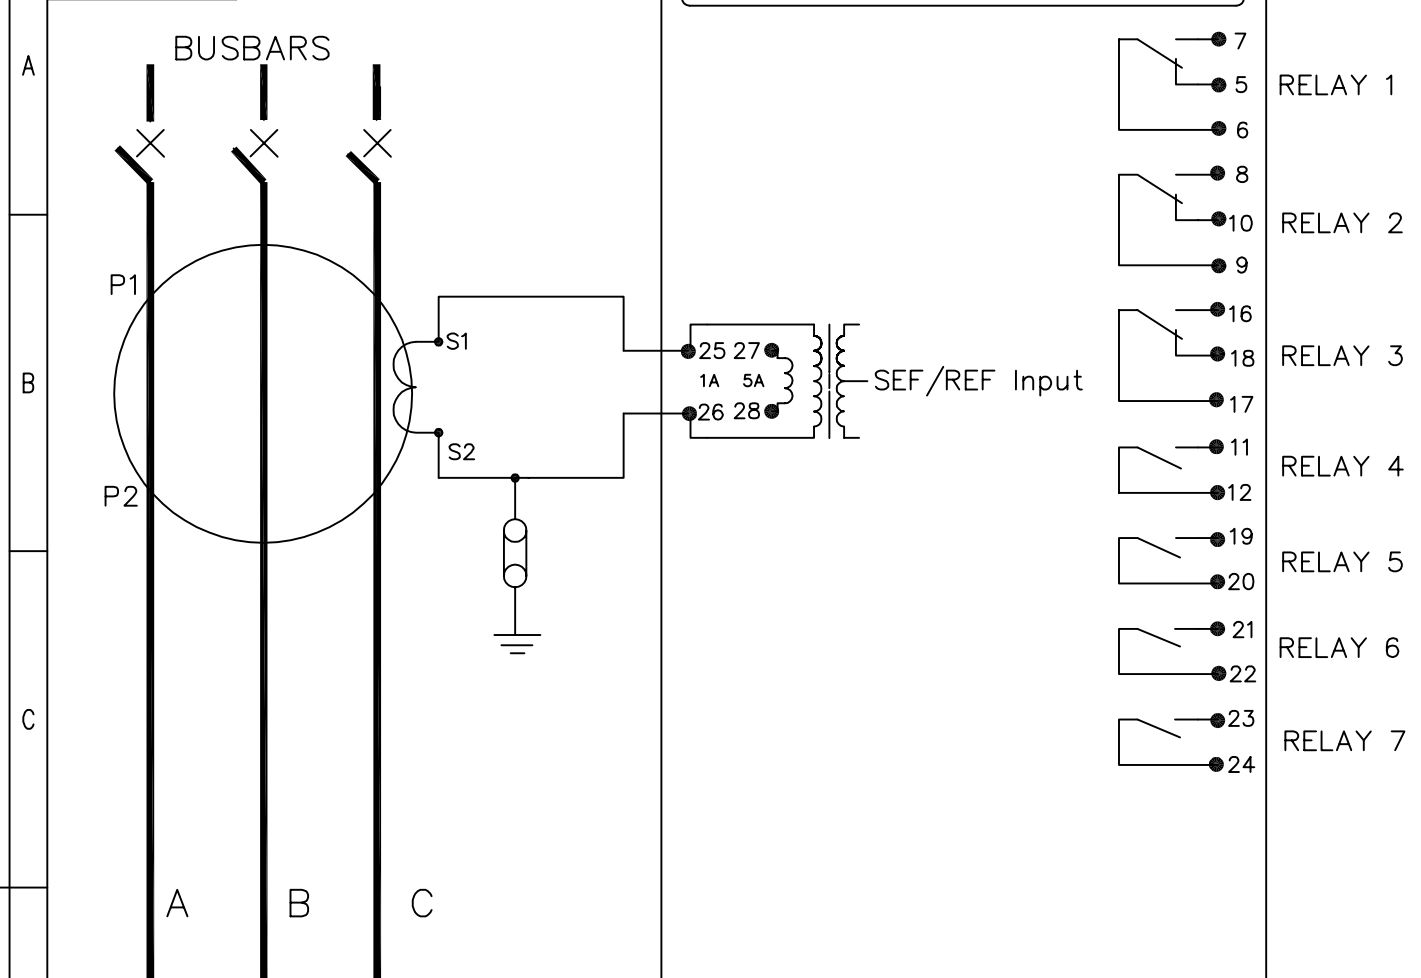 BUSBARS
A
7
5
RELAY 1
6
8
10
RELAY 2
9
P1
16
S1
25 27
18
RELAY 3
1A 5A
SEF/REF Input
B
17
26 28
11
S2
RELAY 4
12
P2
19
RELAY 5
20
21
RELAY 6
22
C
23
RELAY 7
24
A
B
C